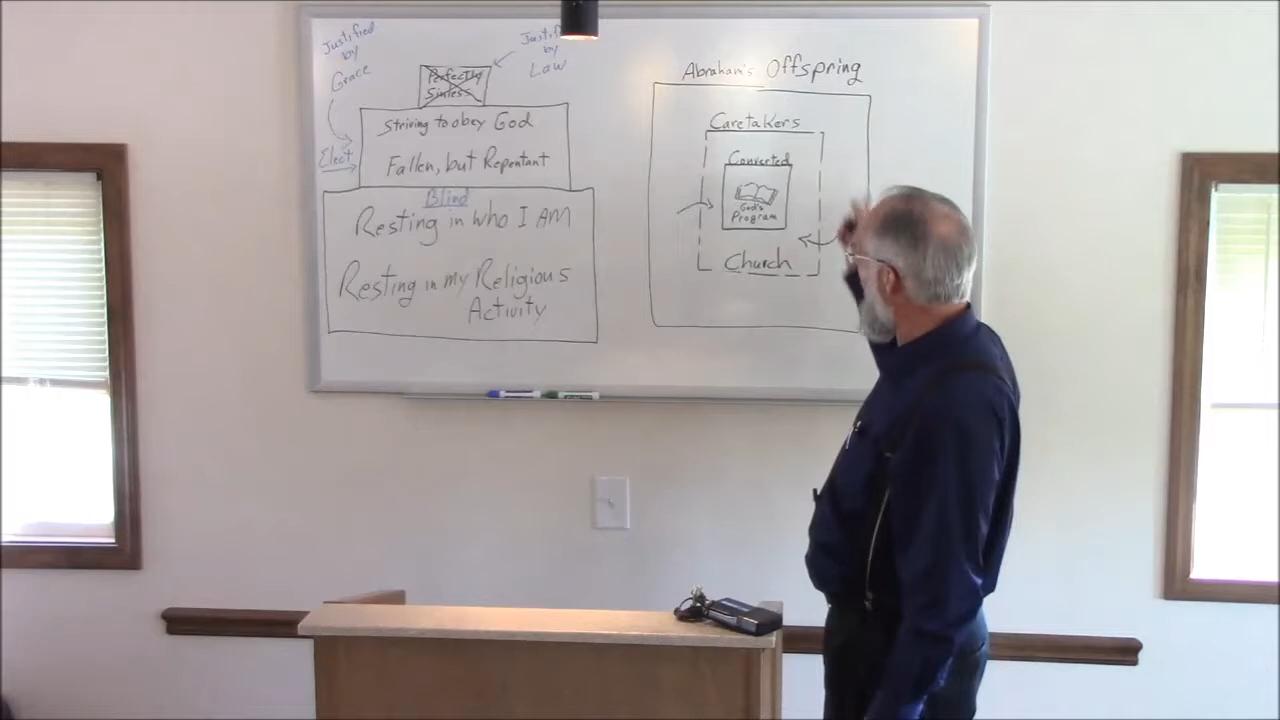 Justified
by
Grace
by
Law
Perfectly
Sinless
Striving to obey God
Elect
Fallen, but Repentant
Blind
Resting in who I AM
Resting in my Religious
Activity
Abraham's Offspring
Caretakers
Converted
God's
Program
Church